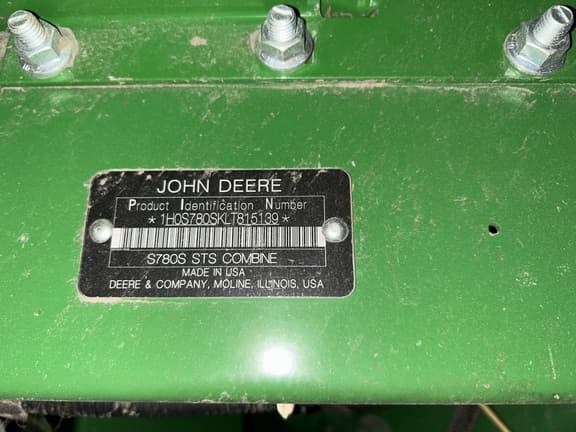 JOHN DEERE
Product Identification Number
*1H0S780SKLT815139*
S780S STS COMBINE
MADE IN USA
DEERE & COMPANY, MOLINE, ILLINOIS, USA